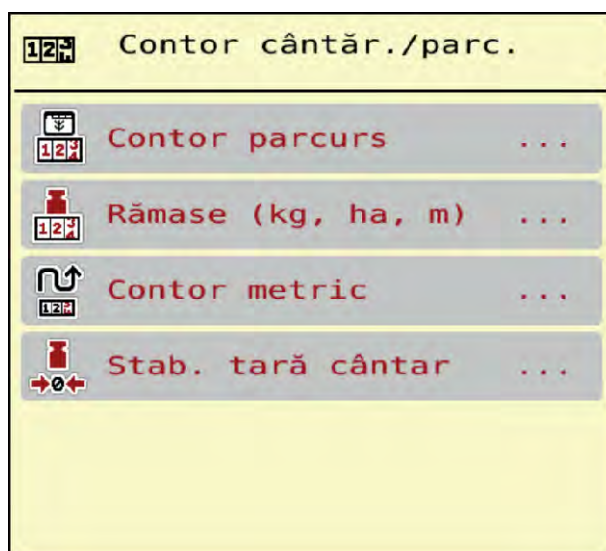 Contor cântăr./parc.
Contor parcurs ...
Rămase (kg, ha, m) ...
Contor metric ...
Stab. tară cântar ...